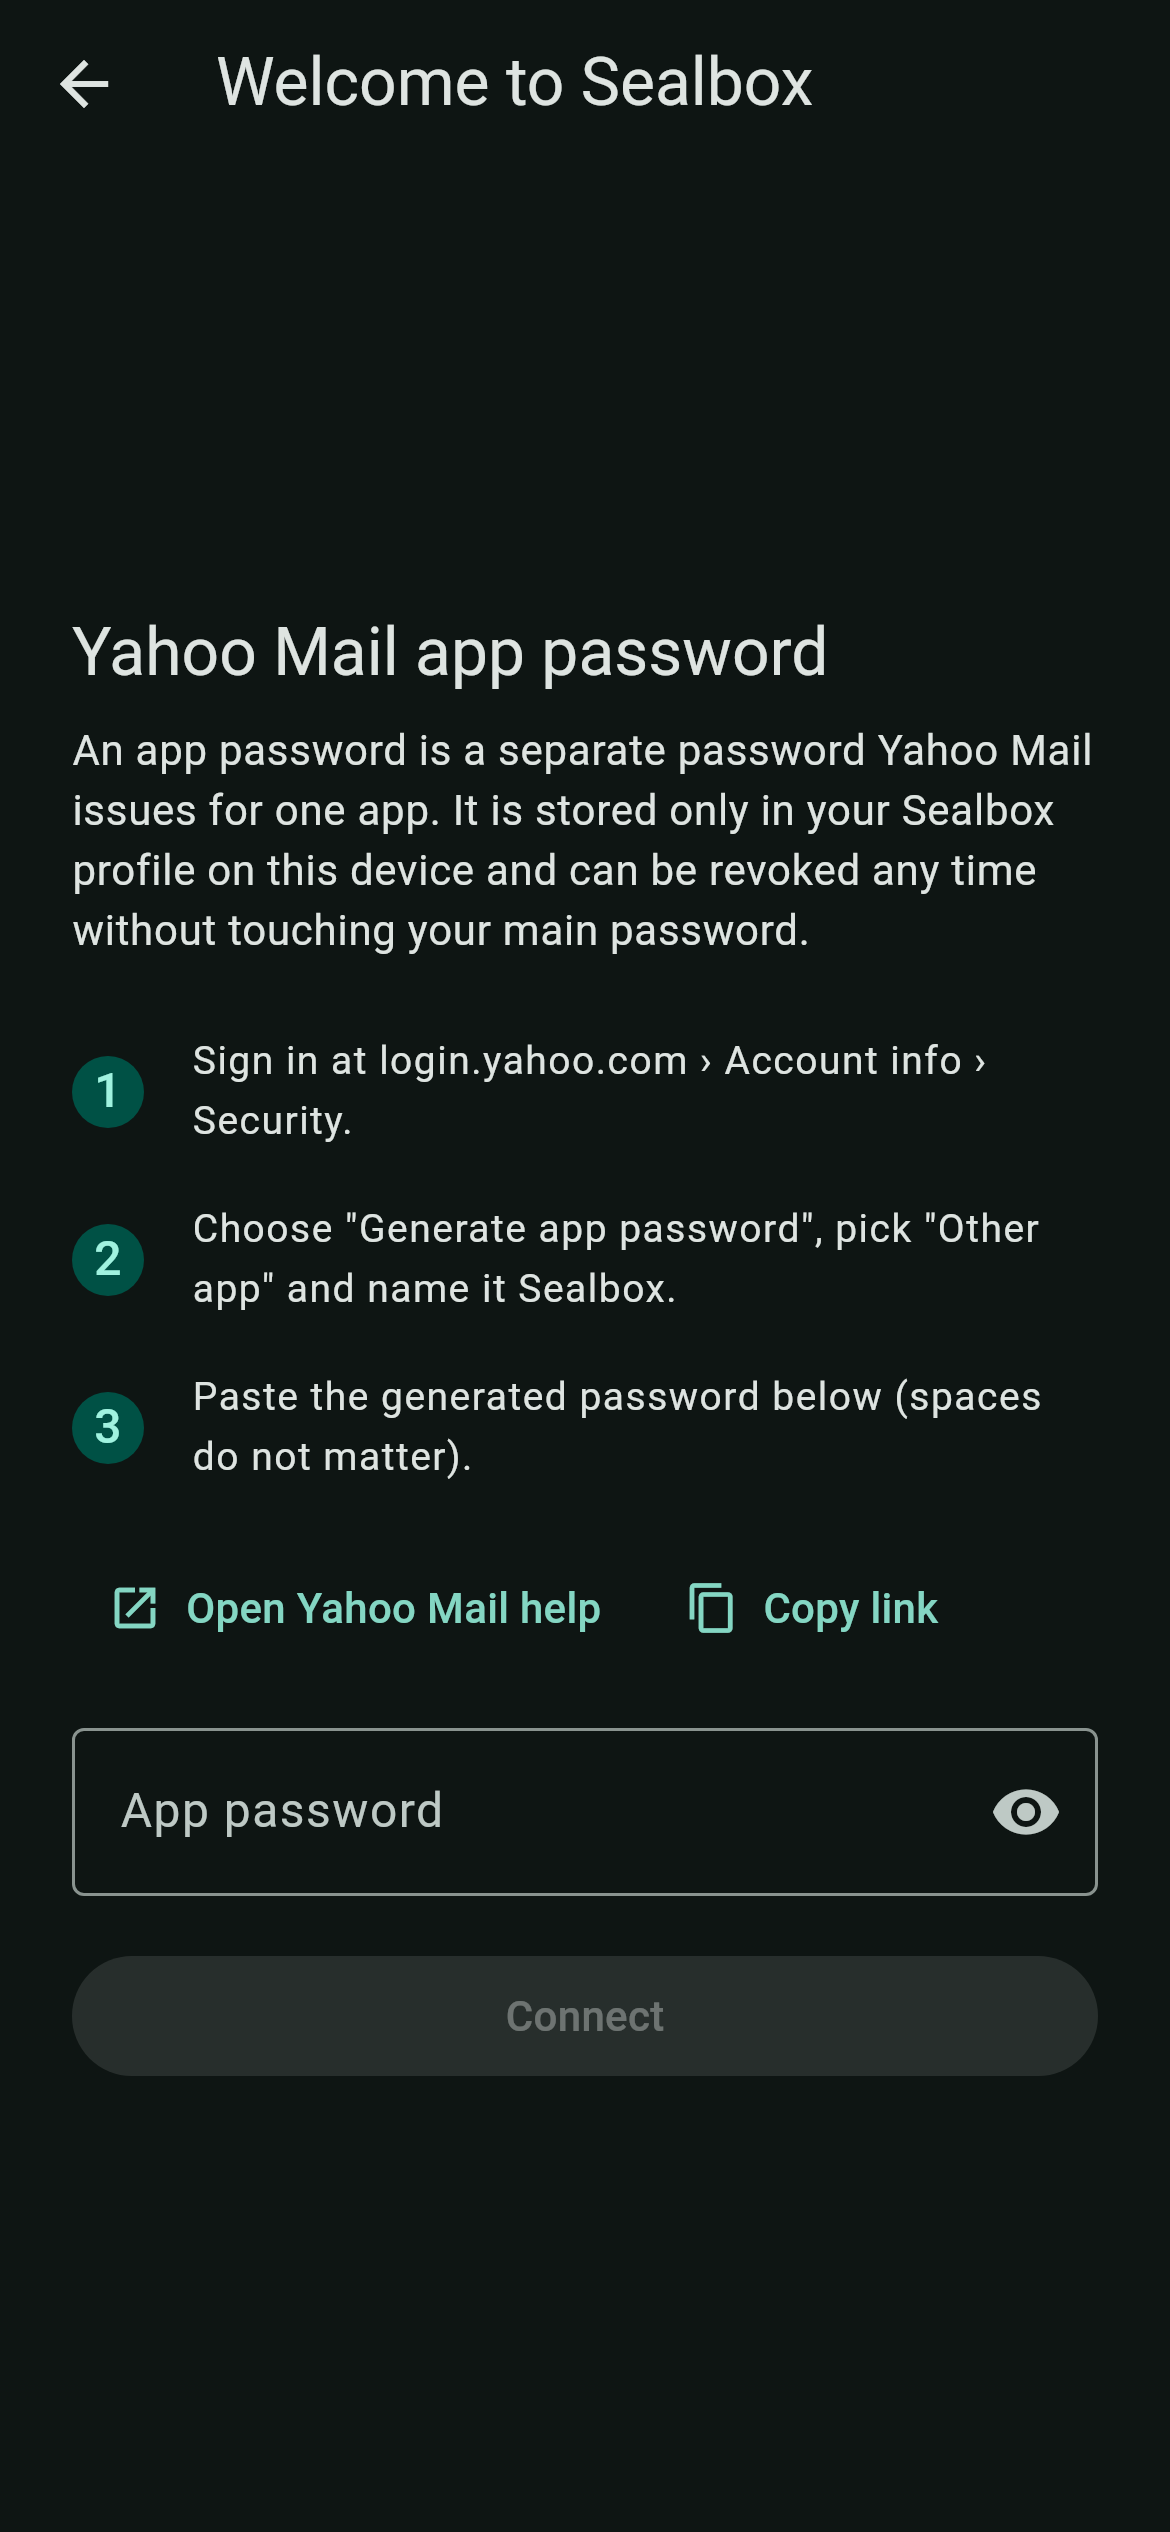 Welcome to Sealbox
Yahoo Mail app password
An app password is a separate password Yahoo Mail
issues for one app. It is stored only in your Sealbox
profile on this device and can be revoked any time
without touching your main password.
1
Sign in at login.yahoo.com › Account info ›
Security.
2
Choose "Generate app password", pick "Other
app" and name it Sealbox.
3
Paste the generated password below (spaces
do not matter).
Open Yahoo Mail help
Copy link
App password
Connect